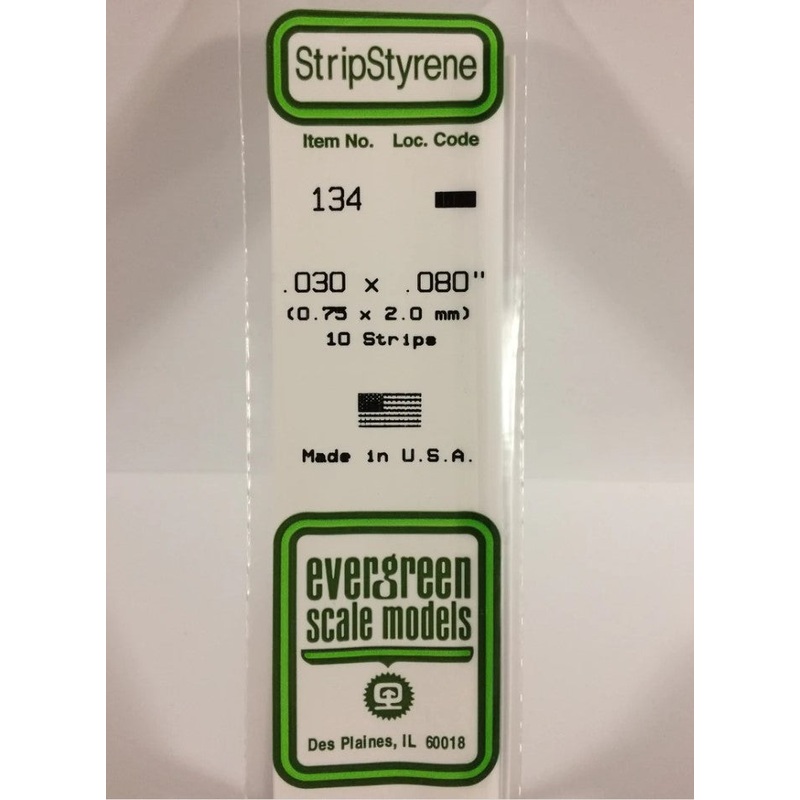 StripStyrene
Item No. Loc. Code
134
.030 x .080"
(0.75 x 2.0 mm)
10 Strips
Made in U.S.A.
evergreen
scale models
Des Plaines, IL 60018